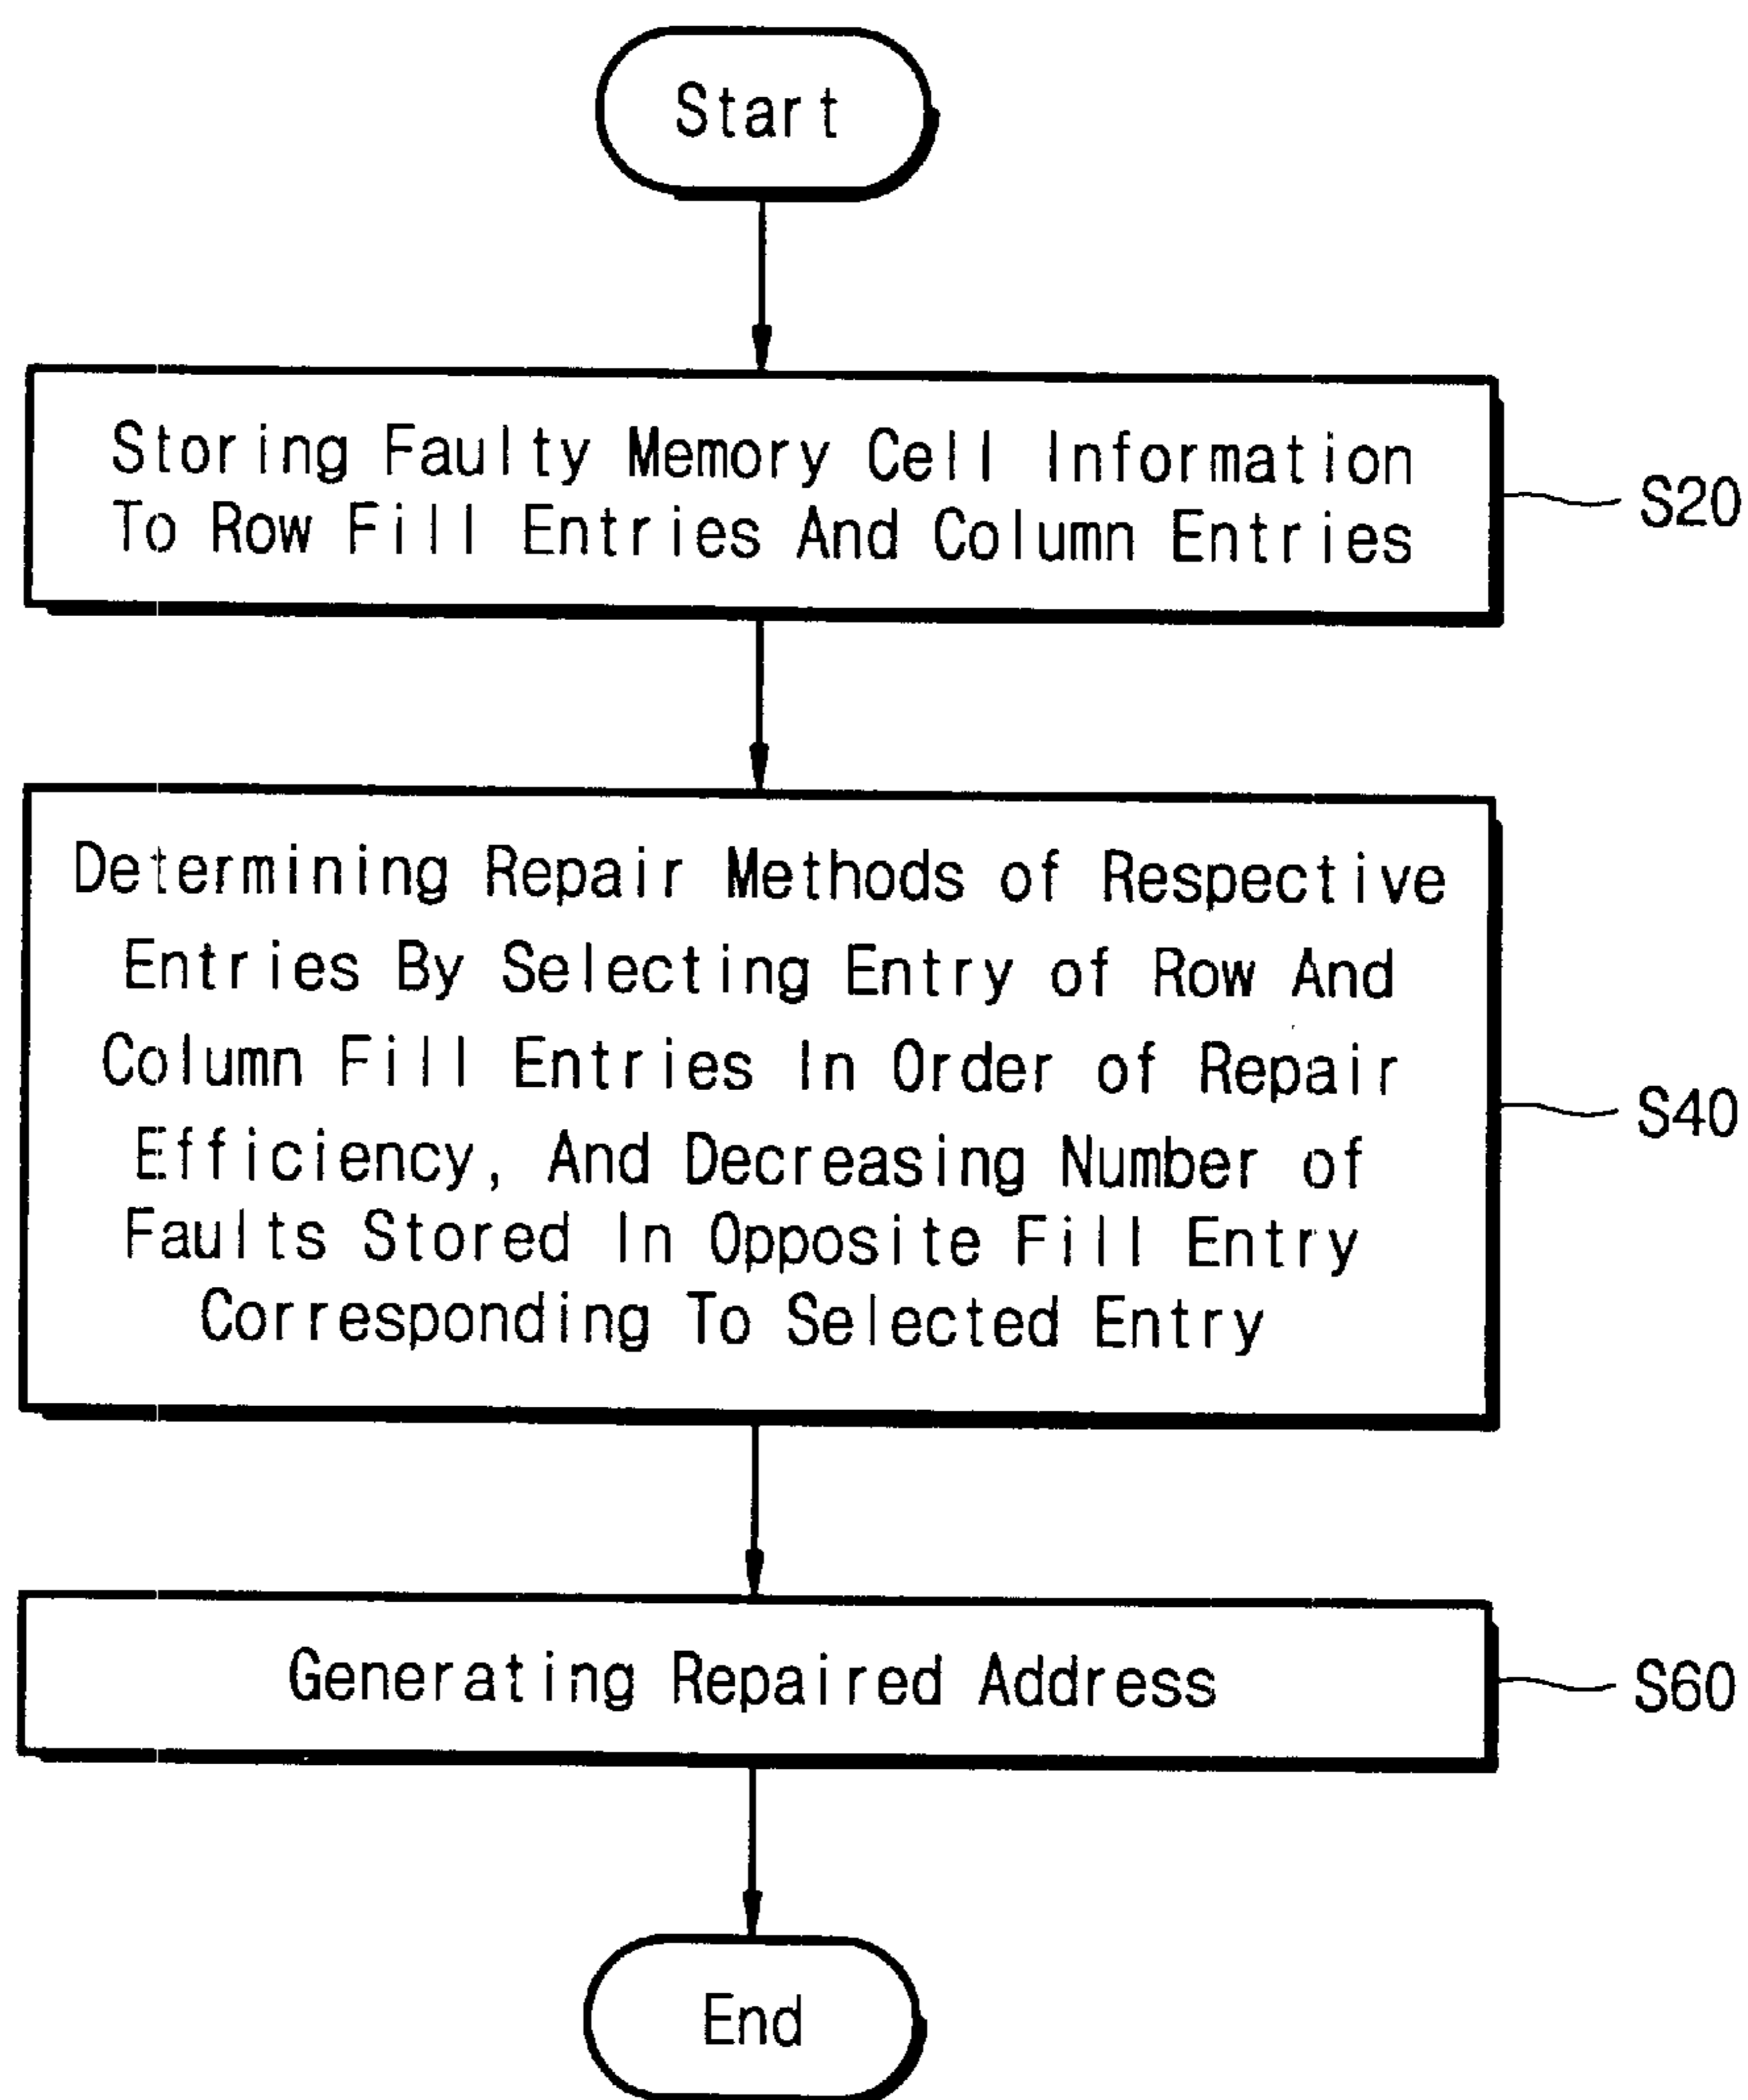 Start
Storing Faulty Memory Cell Information
To Row Fill Entries And Column Entries
S20
Determining Repair Methods of Respective
Entries By Selecting Entry of Row And
Column Fill Entries In Order of Repair
Efficiency, And Decreasing Number of
Faults Stored In Opposite Fill Entry
Corresponding To Selected Entry
S40
Generating Repaired Address
S60
End